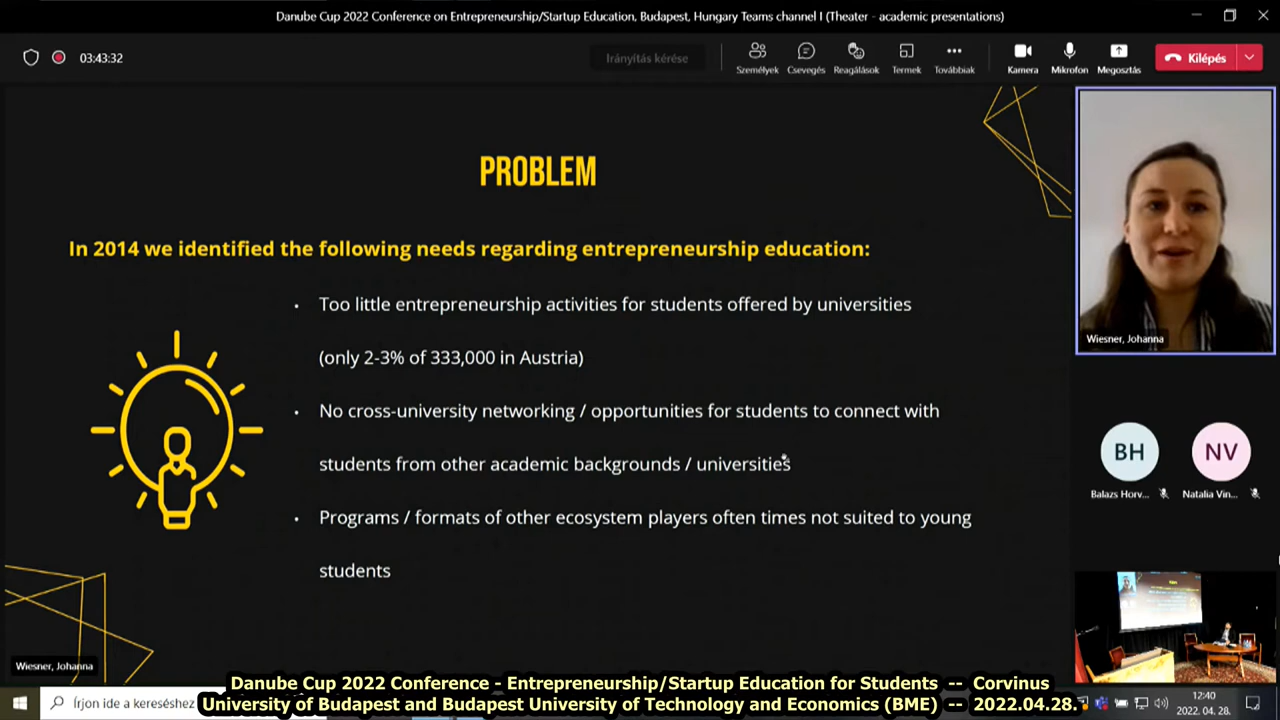 Danube Cup 2022 Conference on Entrepreneurship/Startup Education, Budapest, Hungary Teams channel I (Theater - academic presentations)
03:43:32
Irányítás kérése
Személyek
Csevegés
Reagálások
Termek
Továbbiak
Kamera
Mikrofon
Megosztás
Kilépés
PROBLEM
In 2014 we identified the following needs regarding entrepreneurship education:
• Too little entrepreneurship activities for students offered by universities
(only 2-3% of 333,000 in Austria)
• No cross-university networking / opportunities for students to connect with
students from other academic backgrounds / universities
• Programs / formats of other ecosystem players often times not suited to young
students
Wiesner, Johanna
BH
NV
Balazs Horv...
Natalia Vin...
Wiesner, Johanna
Írjon ide a kereséshez
12:40
2022. 04. 28.
Danube Cup 2022 Conference - Entrepreneurship/Startup Education for Students -- Corvinus
University of Budapest and Budapest University of Technology and Economics (BME) -- 2022.04.28.